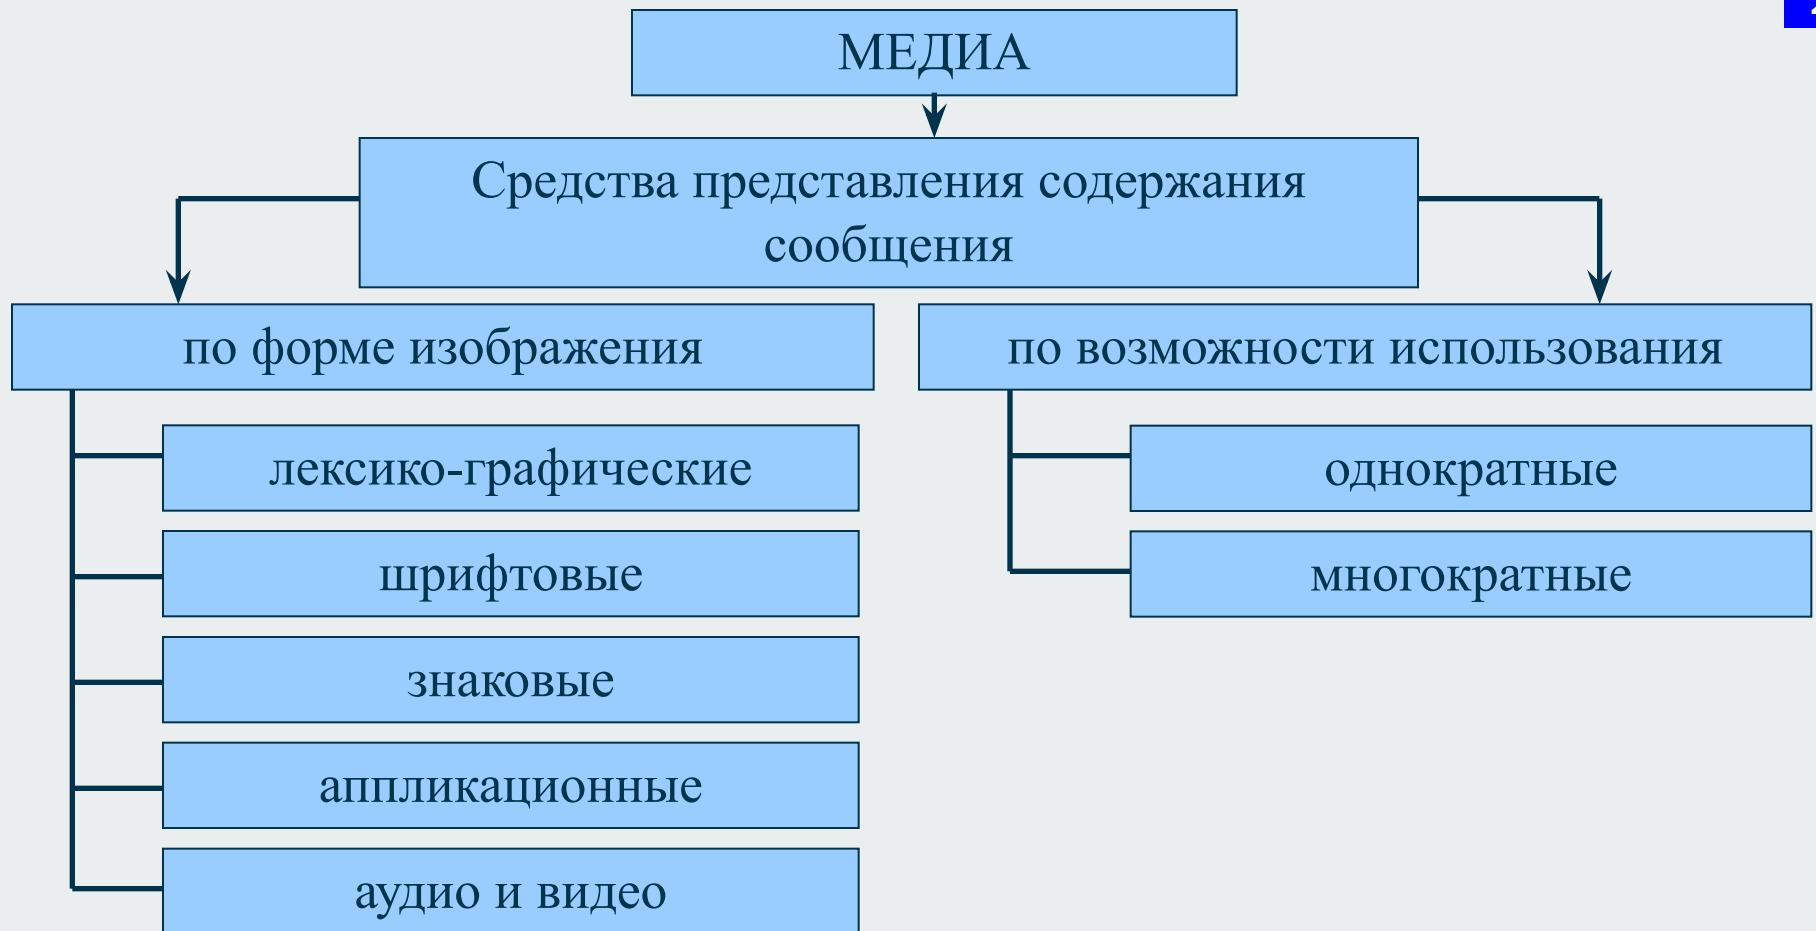 МЕДИА
Средства представления содержания
сообщения
по форме изображения
лексико-графические
шрифтовые
знаковые
аппликационные
аудио и видео
по возможности использования
однократные
многократные